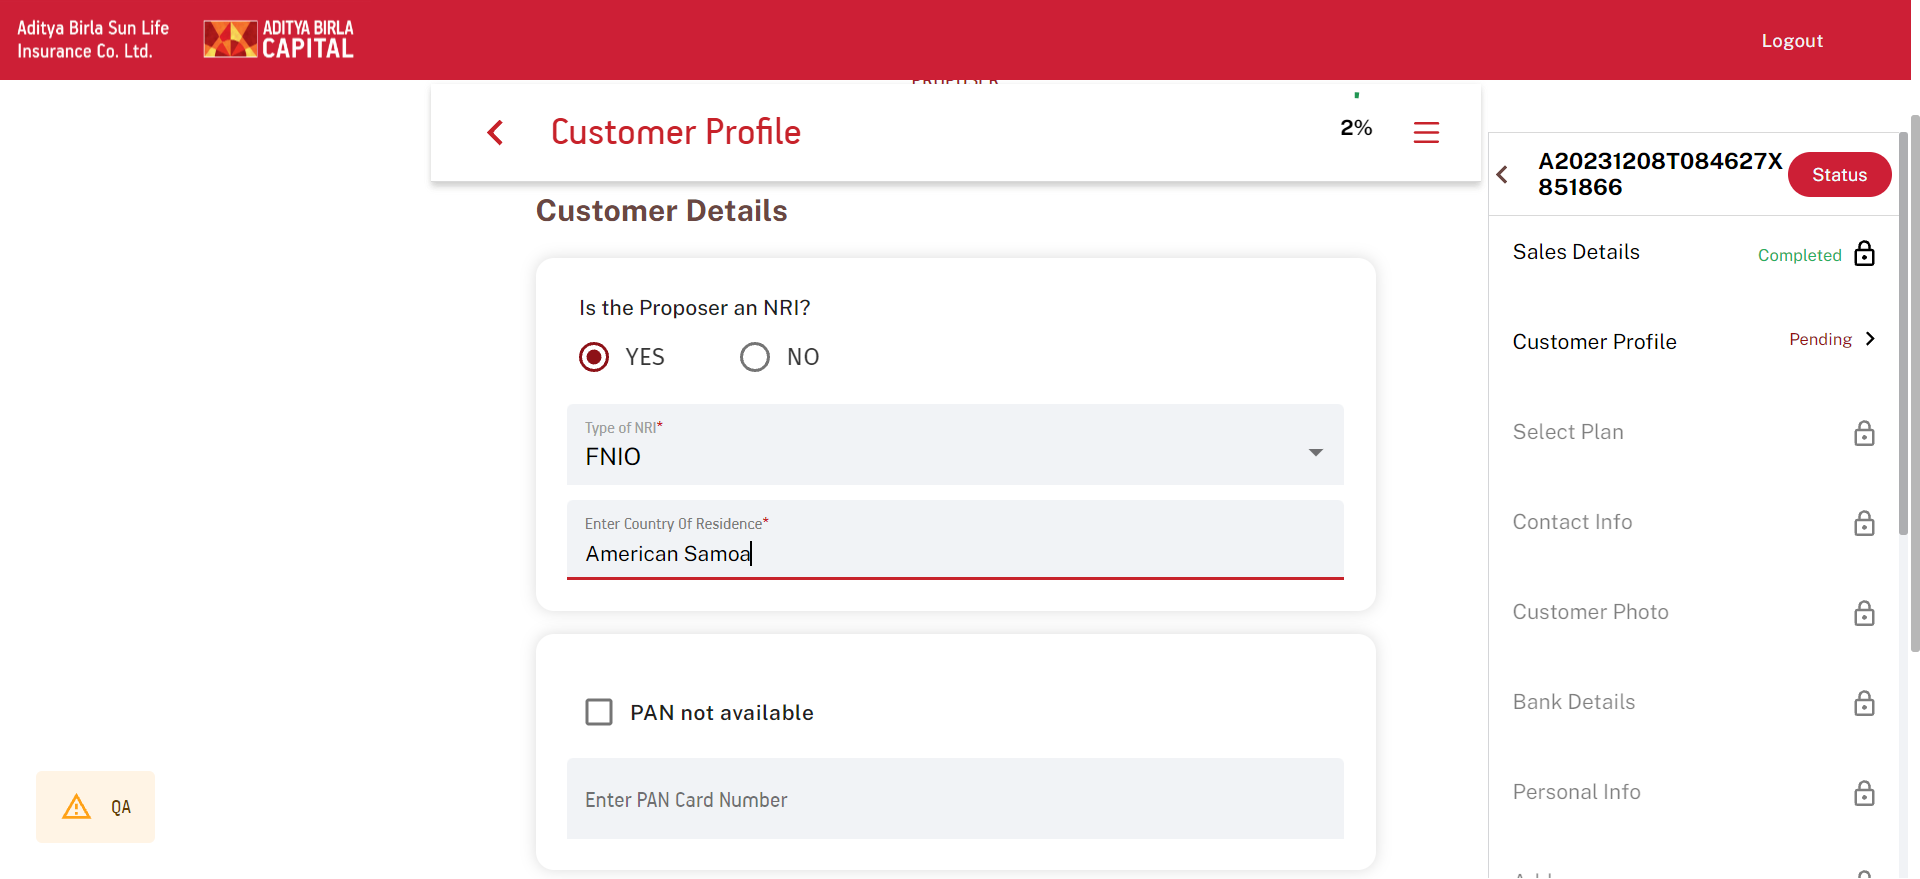 Aditya Birla Sun Life
Insurance Co. Ltd.
ADITYA BIRLA
CAPITAL
Logout
Customer Profile
2%
A20231208T084627X
851866
Status
Customer Details
Sales Details
Completed
Is the Proposer an NRI?
YES
NO
Customer Profile
Pending
Type of NRI*
FNIO
Select Plan
Enter Country Of Residence*
American Samoa
Contact Info
Customer Photo
PAN not available
Bank Details
Enter PAN Card Number
Personal Info
QA